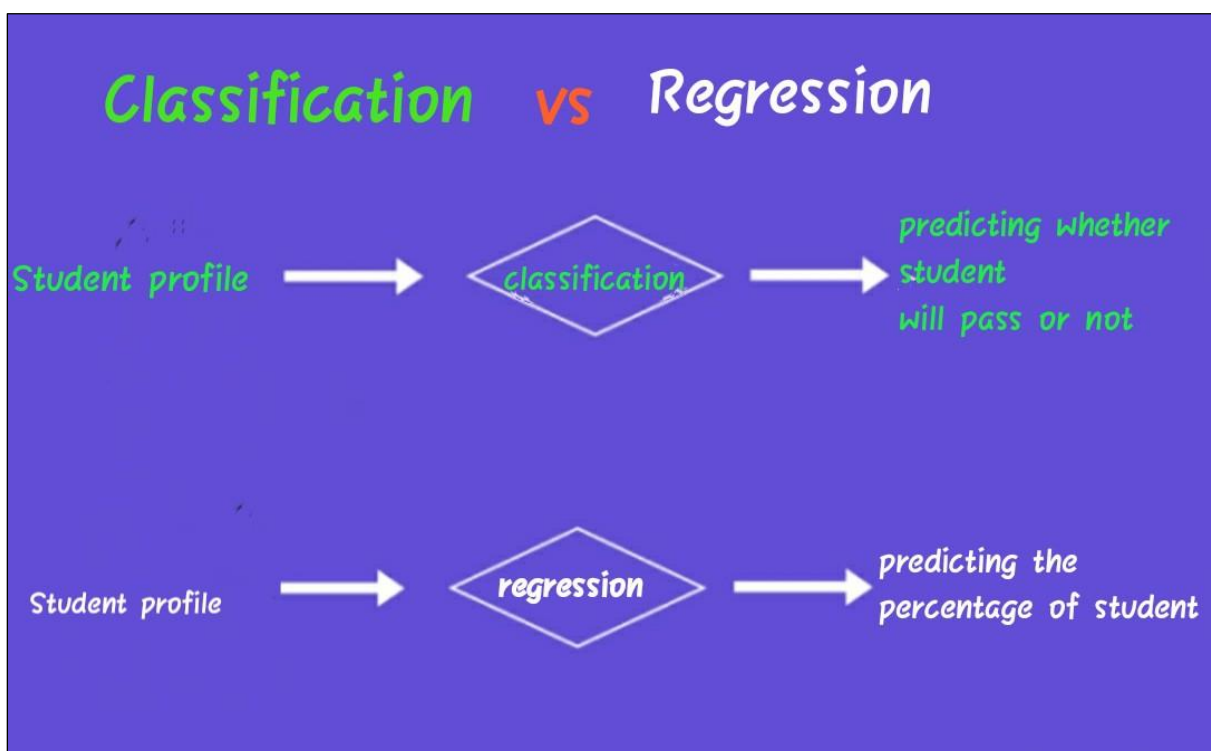 Classification vs Regression
Student profile
classification
predicting whether
student
will pass or not
Student profile
regression
predicting the
percentage of student